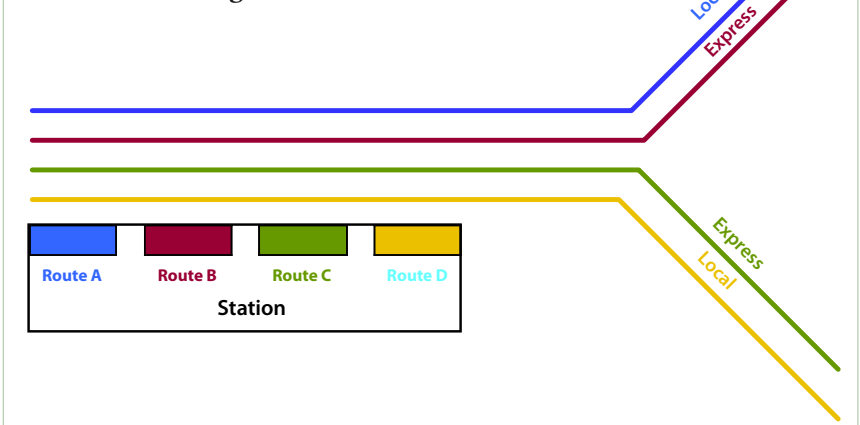 Express
Express
Local
Route A
Route B
Route C
Route D
Station